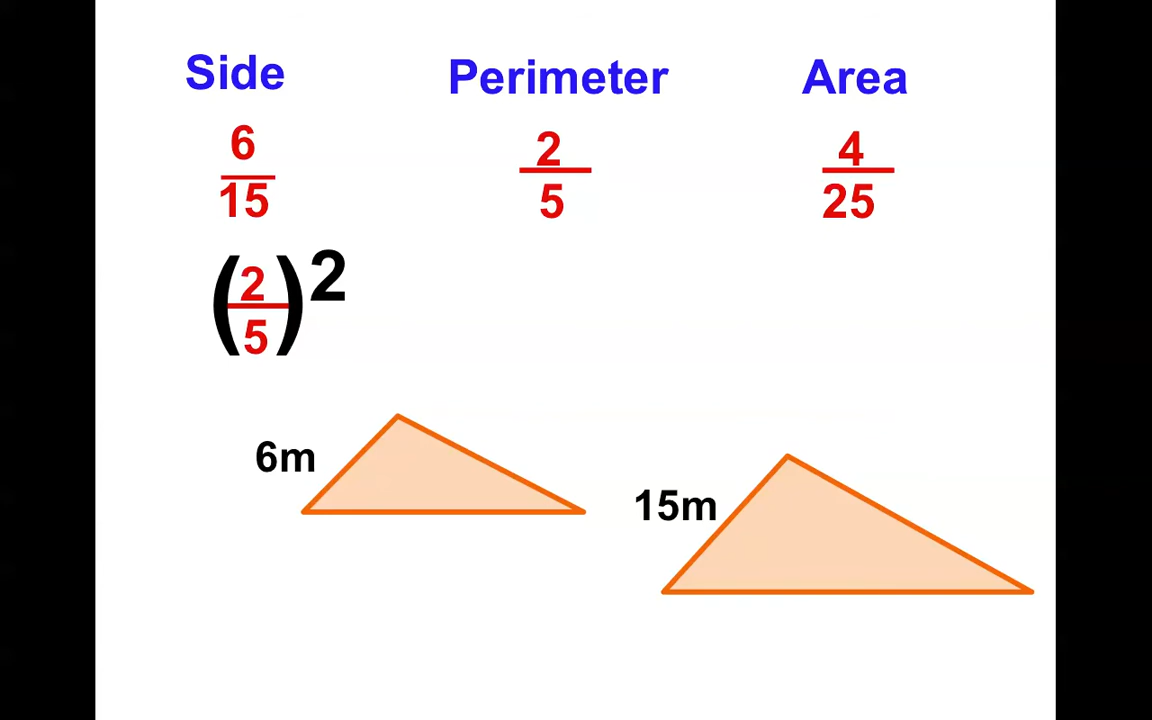 Side Perimeter Area
6/15 2/5 4/25
(2/5)2
6m
15m